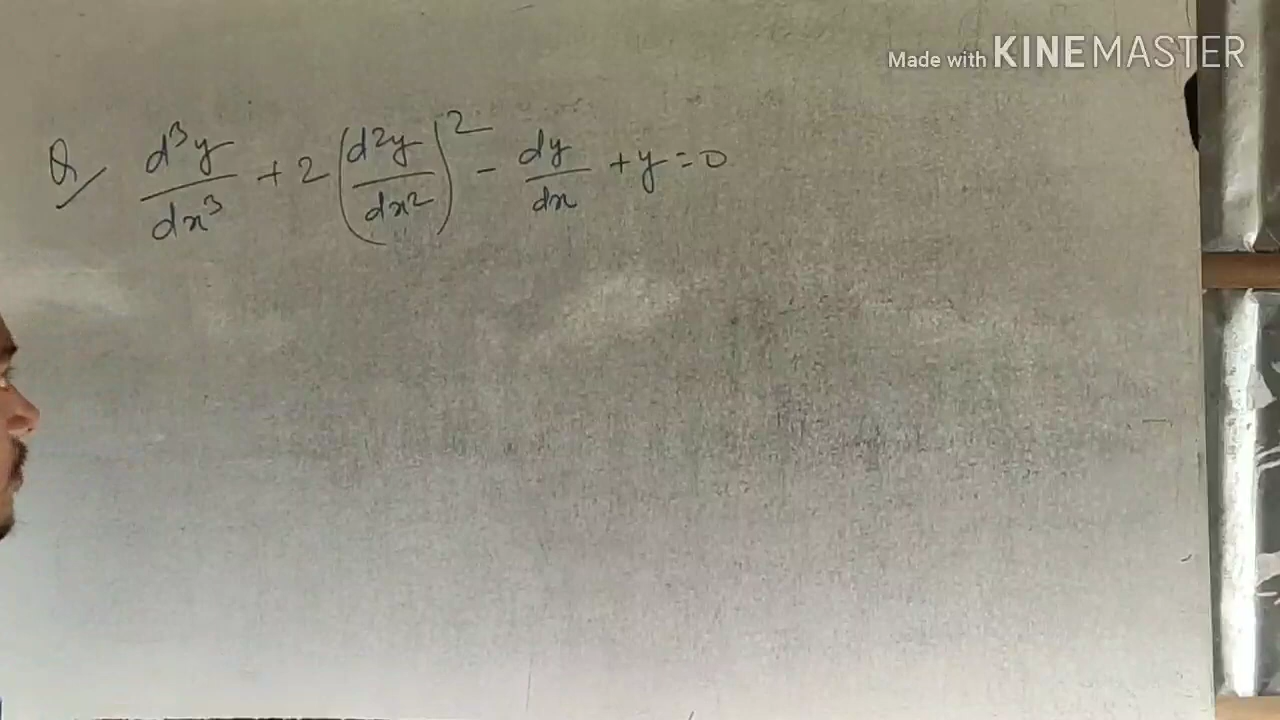 Made with KINEMASTER
Q/ d³y/dx³ + 2 (d²y/dx²)² - dy/dx + y = 0